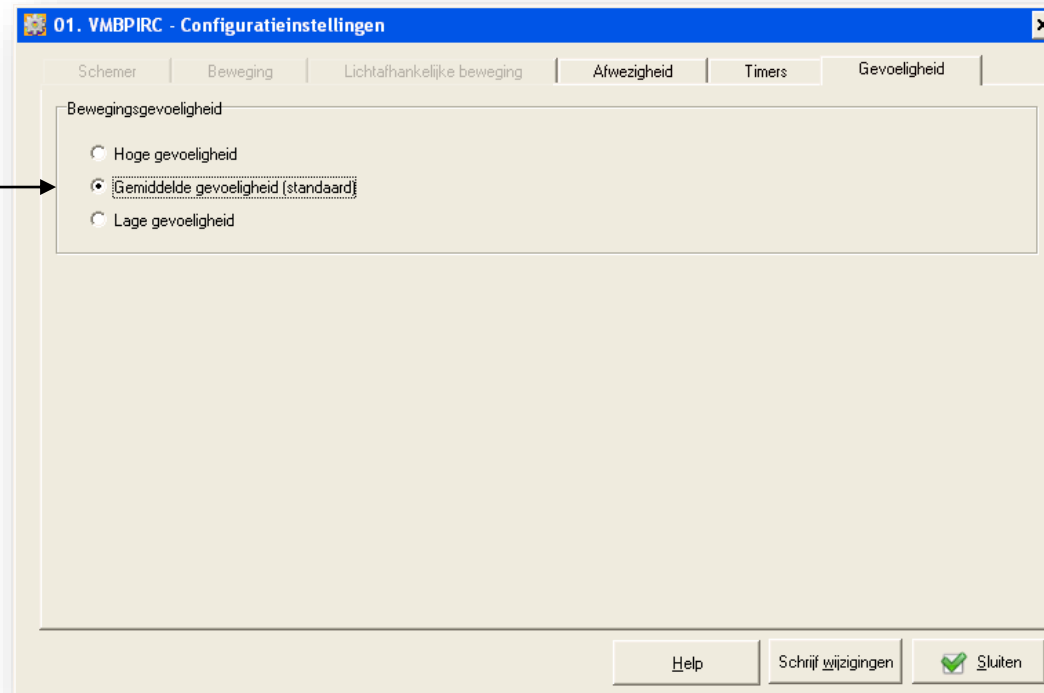 01. VMBPIRC - Configuratieinstellingen
Schemer Beweging Lichtafhankelijke beweging Afwezigheid Timers Gevoeligheid
Bewegingsgevoeligheid
Hoge gevoeligheid
Gemiddelde gevoeligheid (standaard)
Lage gevoeligheid
Help Schrijf wijzigingen Sluiten